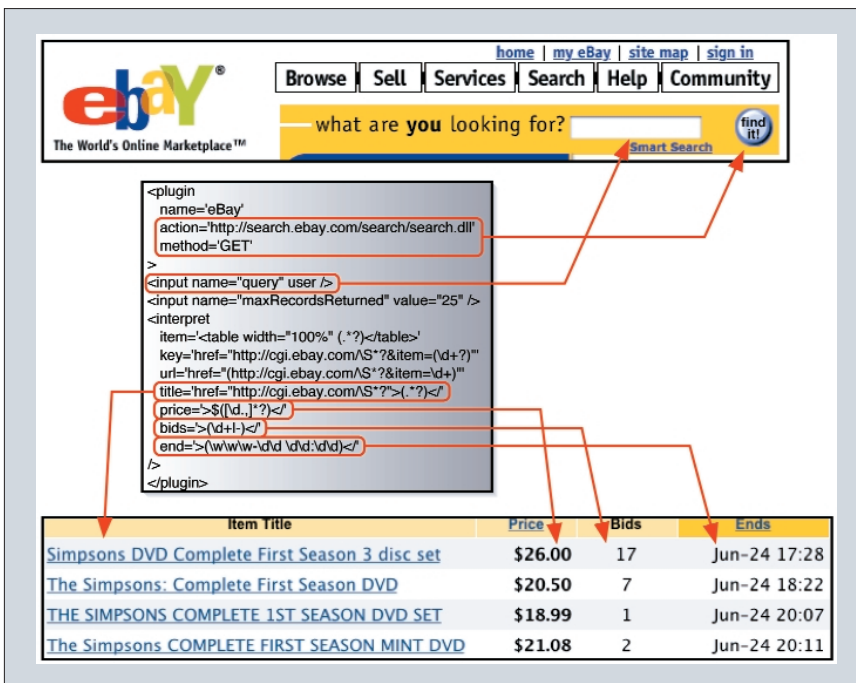 home | my eBay | site map | sign in
ebaY®
Browse Sell Services Search Help Community
what are you looking for?
find it!
Smart Search
The World's Online Marketplace™
<plugin
name='eBay'
action='http://search.ebay.com/search/search.dll'
method='GET'
>
<input name="query" user />
<input name="maxRecordsReturned" value="25" />
<interpret
item='<table width="100%" (.*?)</table>'
key='href="http://cgi.ebay.com/\S*?&item=(\d+?)"'
url='href="(http://cgi.ebay.com/\S*?&item=\d+)"'
title='href="http://cgi.ebay.com/\S*?">(.*?)</'
price='>$([\d.,]*?)</'
bids='>(\d+|-)</'
end='>(\w\w\w-\d\d \d\d:\d\d)</'
/>
</plugin>
Item Title Price Bids Ends
Simpsons DVD Complete First Season 3 disc set $26.00 17 Jun-24 17:28
The Simpsons: Complete First Season DVD $20.50 7 Jun-24 18:22
THE SIMPSONS COMPLETE 1ST SEASON DVD SET $18.99 1 Jun-24 20:07
The Simpsons COMPLETE FIRST SEASON MINT DVD $21.08 2 Jun-24 20:11